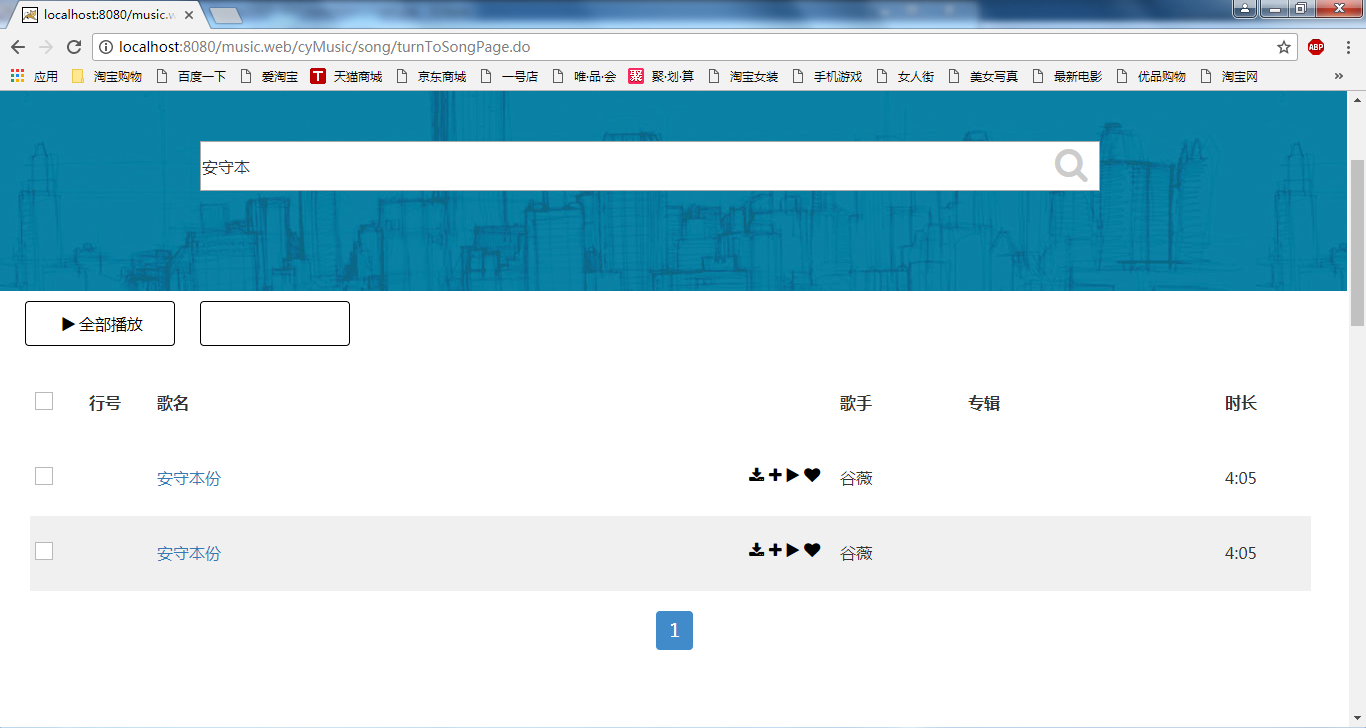 localhost:8080/music.w
localhost:8080/music.web/cyMusic/song/turnToSongPage.do
ABP
应用 淘宝购物 百度一下 爱淘宝 T 天猫商城 京东商城 一号店 唯·品·会 聚 聚·划·算 淘宝女装 手机游戏 女人街 美女写真 最新电影 优品购物 淘宝网 »
安守本
全部播放
行号 歌名 歌手 专辑 时长
安守本份 谷薇 4:05
安守本份 谷薇 4:05
1